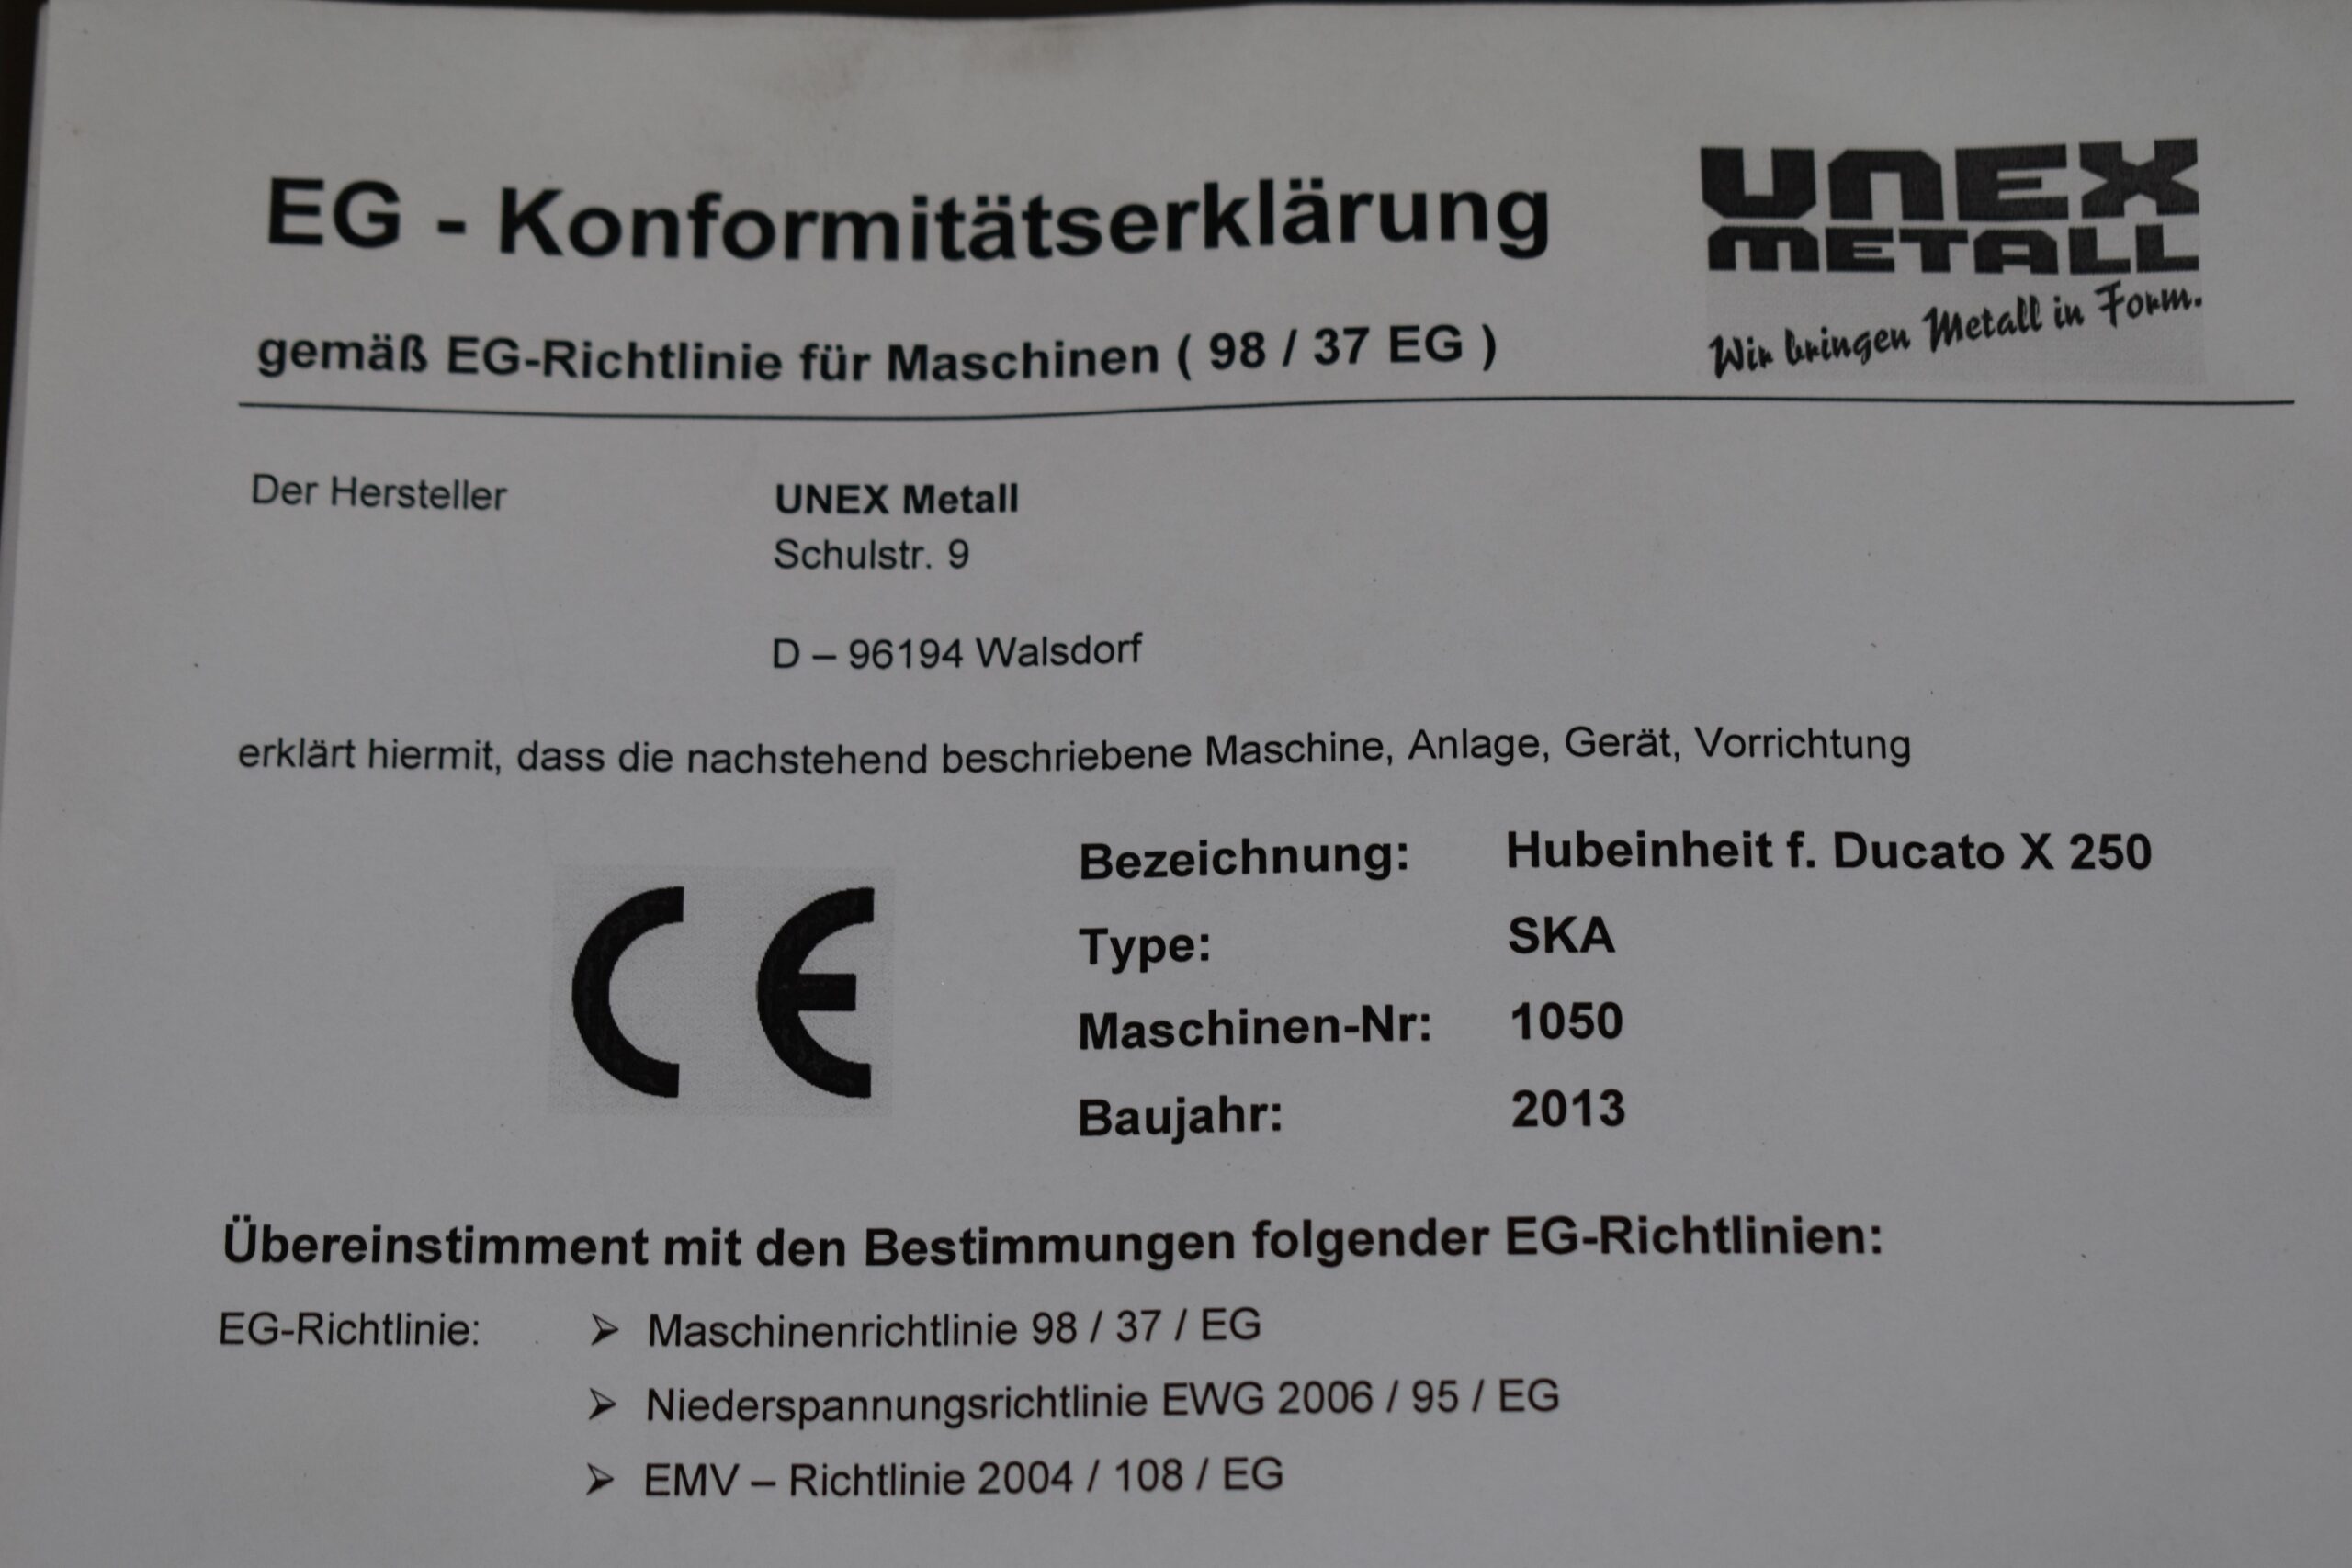 EG - Konformitätserklärung
UNEX
METALL
Wir bringen Metall in Form.
gemäß EG-Richtlinie für Maschinen ( 98 / 37 EG )
Der Hersteller UNEX Metall
Schulstr. 9
D – 96194 Walsdorf
erklärt hiermit, dass die nachstehend beschriebene Maschine, Anlage, Gerät, Vorrichtung
CE
Bezeichnung: Hubeinheit f. Ducato X 250
Type: SKA
Maschinen-Nr: 1050
Baujahr: 2013
Übereinstimment mit den Bestimmungen folgender EG-Richtlinien:
EG-Richtlinie: ➢ Maschinenrichtlinie 98 / 37 / EG
➢ Niederspannungsrichtlinie EWG 2006 / 95 / EG
➢ EMV – Richtlinie 2004 / 108 / EG